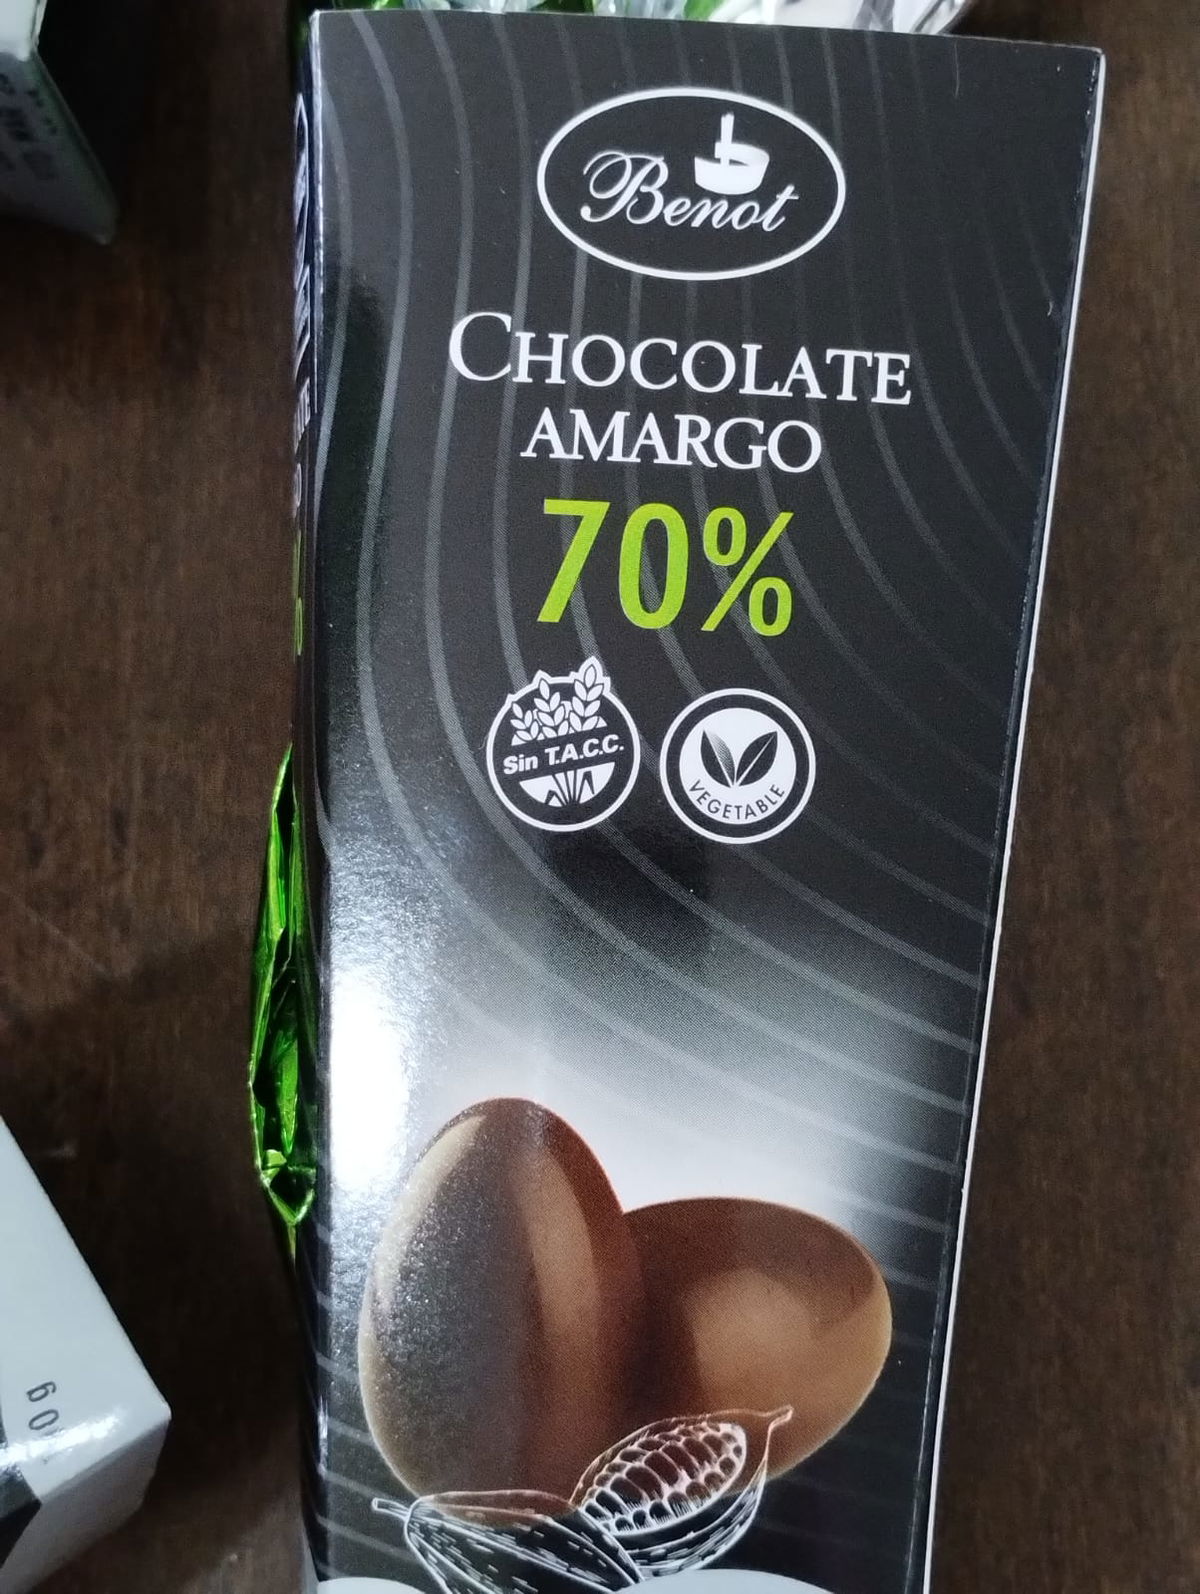 Benot
CHOCOLATE
AMARGO
70%
Sin T.A.C.C.
VEGETABLE